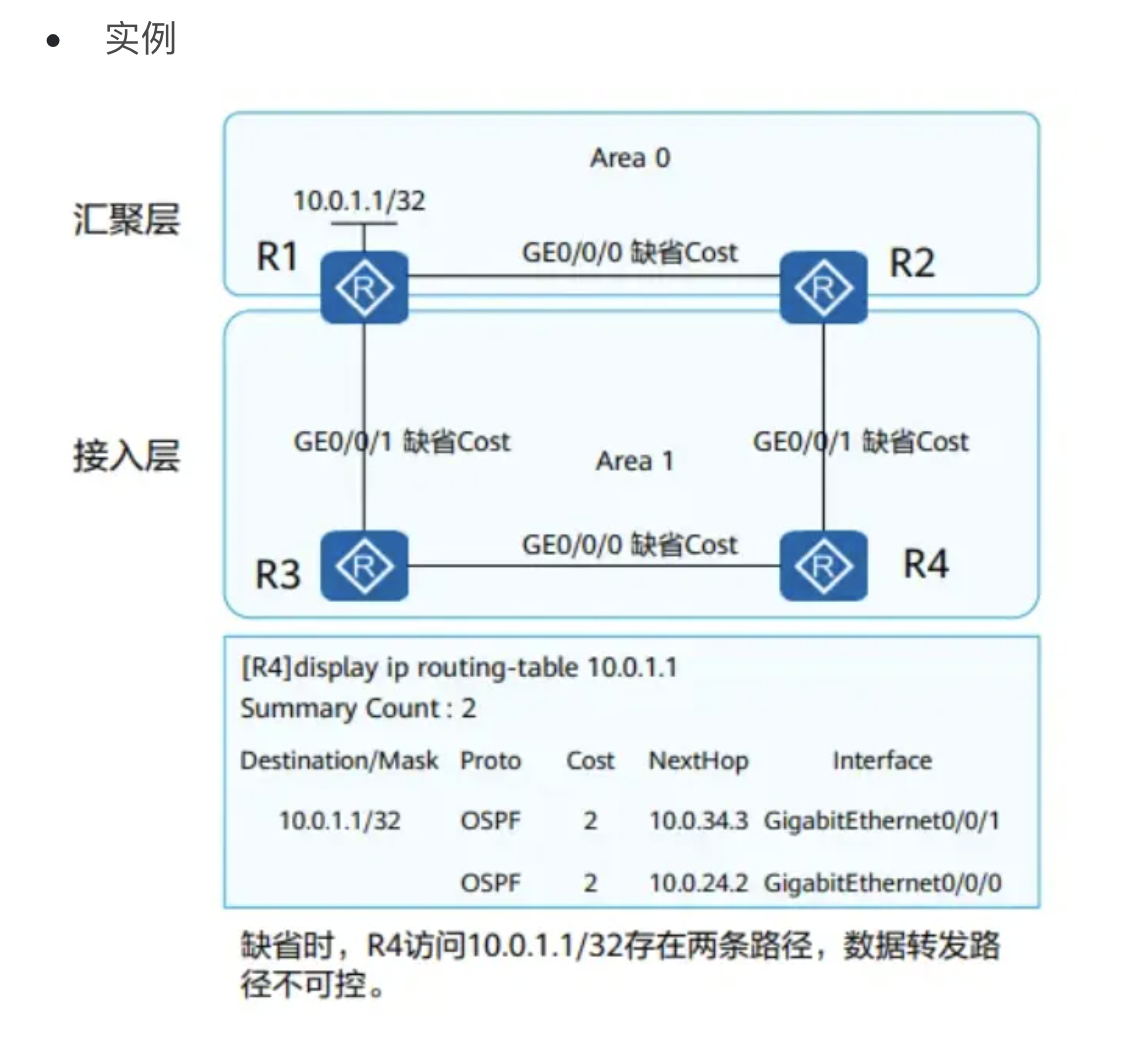 • 实例
Area 0
10.0.1.1/32
汇聚层
R1
GE0/0/0 缺省Cost
R2
GE0/0/1 缺省Cost
GE0/0/1 缺省Cost
接入层
Area 1
GE0/0/0 缺省Cost
R3
R4
[R4]display ip routing-table 10.0.1.1
Summary Count : 2
Destination/Mask Proto Cost NextHop Interface
10.0.1.1/32 OSPF 2 10.0.34.3 GigabitEthernet0/0/1
OSPF 2 10.0.24.2 GigabitEthernet0/0/0
缺省时，R4访问10.0.1.1/32存在两条路径，数据转发路
径不可控。